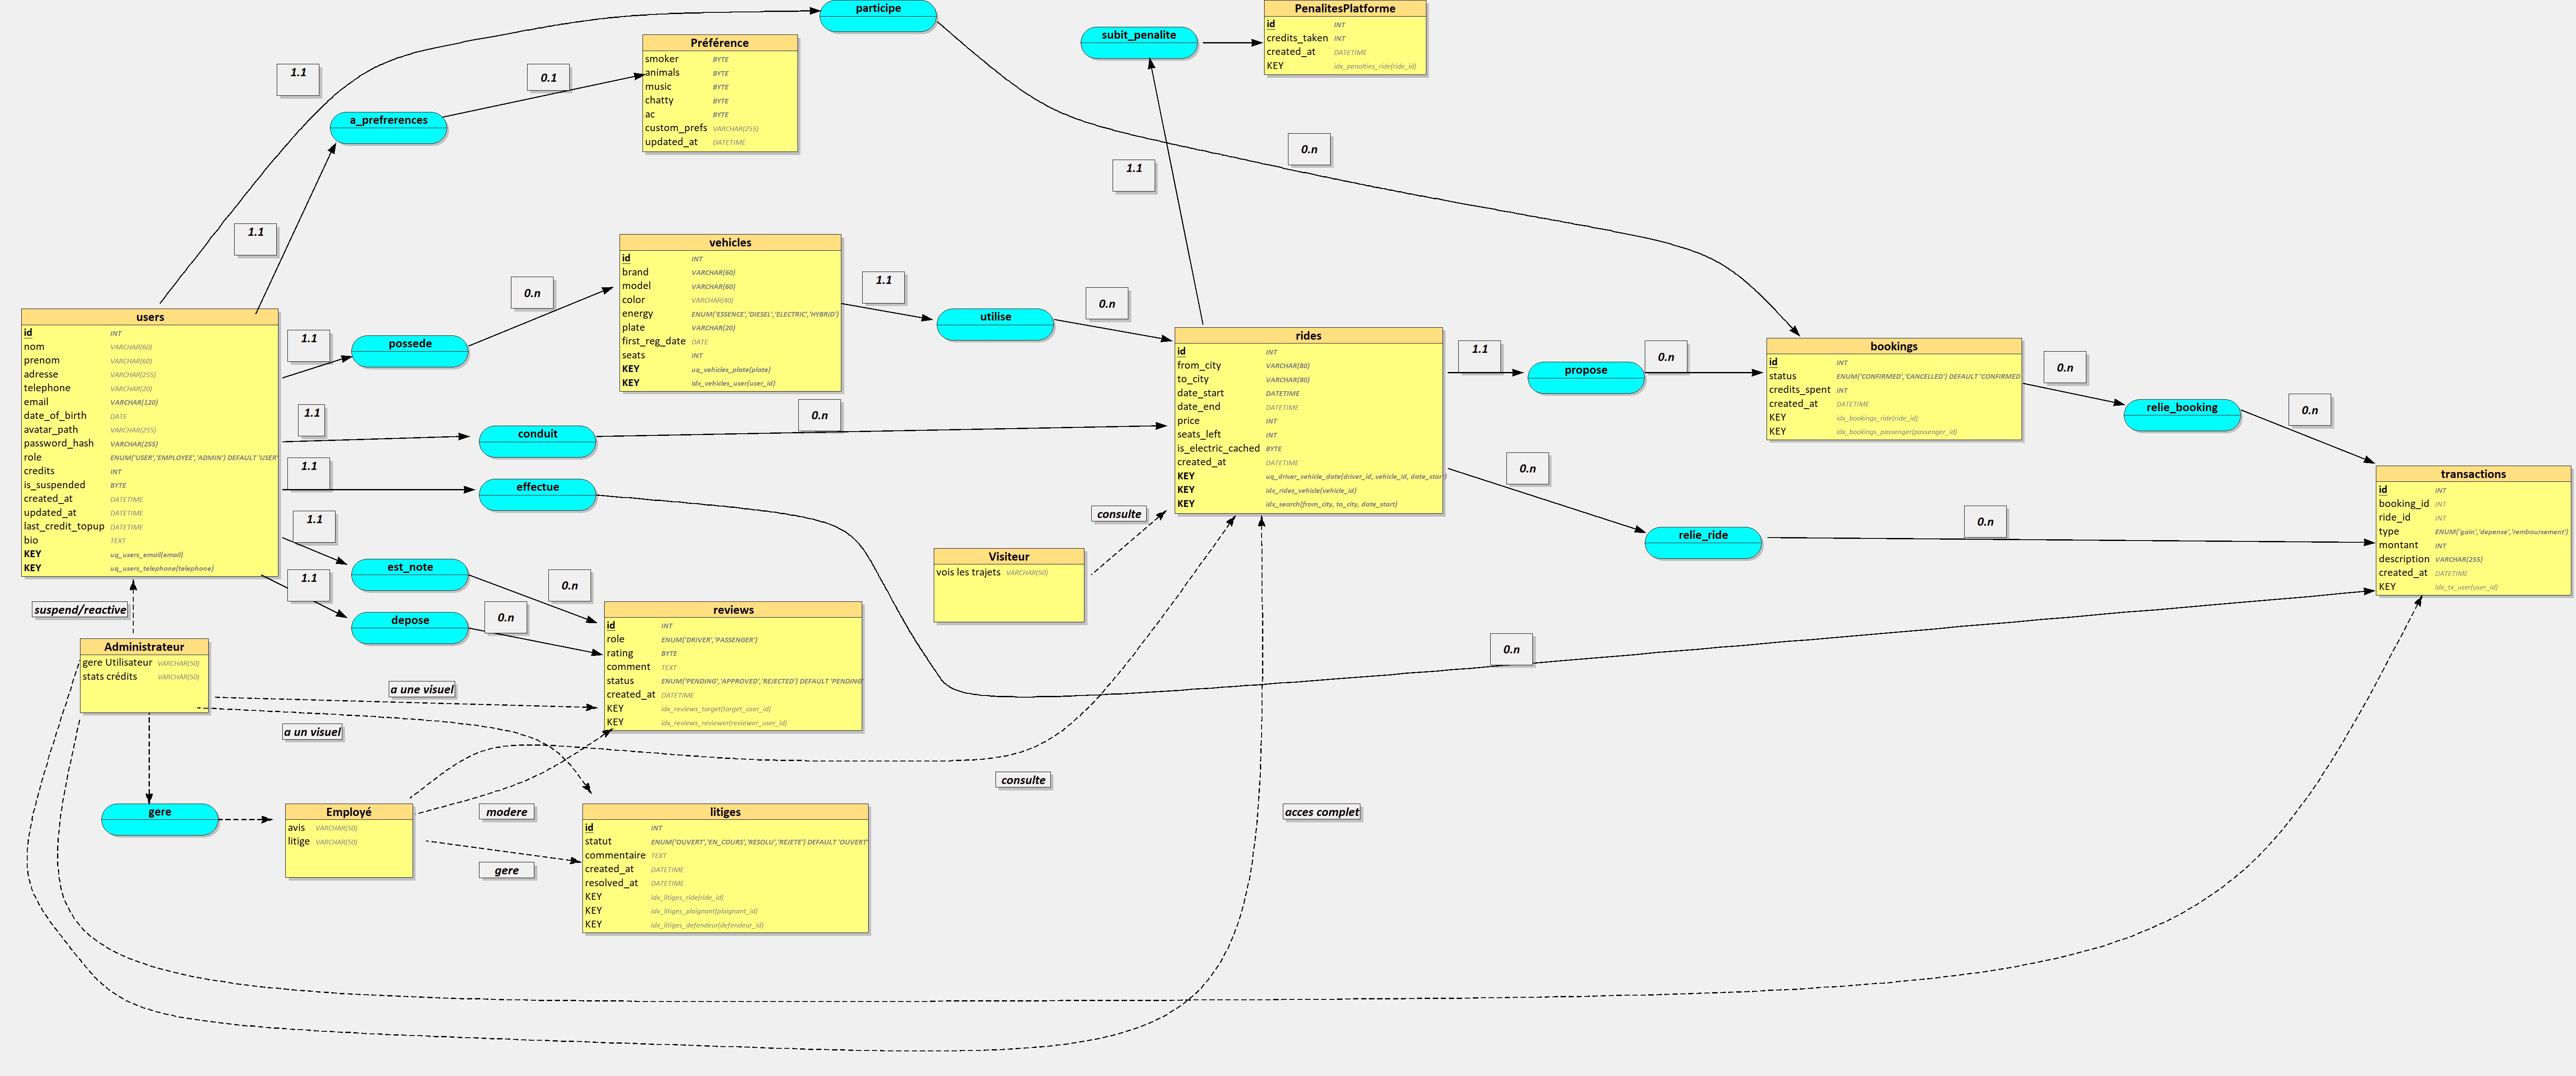 participe
1.1
Préférence
smoker BYTE
animals BYTE
music BYTE
chatty BYTE
ac BYTE
custom_prefs VARCHAR(255)
updated_at DATETIME
0.1
a_prefrerences
1.1
subit_penalite
PenalitesPlatforme
id INT
credits_taken INT
created_at DATETIME
KEY idx_penalties_ride(ride_id)
1.1
0.n
vehicles
id INT
brand VARCHAR(60)
model VARCHAR(60)
color VARCHAR(40)
energy ENUM('ESSENCE','DIESEL','ELECTRIC','HYBRID')
plate VARCHAR(20)
first_reg_date DATE
seats INT
KEY uq_vehicles_plate(plate)
KEY idx_vehicles_user(user_id)
0.n
1.1
utilise
0.n
users
id INT
nom VARCHAR(60)
prenom VARCHAR(60)
adresse VARCHAR(255)
telephone VARCHAR(20)
email VARCHAR(120)
date_of_birth DATE
avatar_path VARCHAR(255)
password_hash VARCHAR(255)
role ENUM('USER','EMPLOYEE','ADMIN') DEFAULT 'USER'
credits INT
is_suspended BYTE
created_at DATETIME
updated_at DATETIME
last_credit_topup DATETIME
bio TEXT
KEY uq_users_email(email)
KEY uq_users_telephone(telephone)
1.1
possede
1.1
conduit
0.n
1.1
effectue
1.1
est_note
0.n
1.1
depose
0.n
rides
id INT
from_city VARCHAR(80)
to_city VARCHAR(80)
date_start DATETIME
date_end DATETIME
price INT
seats_left INT
is_electric_cached BYTE
created_at DATETIME
KEY uq_driver_vehicle_date(driver_id, vehicle_id, date_start)
KEY idx_rides_vehicle(vehicle_id)
KEY idx_search(from_city, to_city, date_start)
1.1
propose
0.n
bookings
id INT
status ENUM('CONFIRMED','CANCELLED') DEFAULT 'CONFIRMED
credits_spent INT
created_at DATETIME
KEY idx_bookings_ride(ride_id)
KEY idx_bookings_passenger(passenger_id)
0.n
relie_booking
0.n
0.n
relie_ride
0.n
transactions
id INT
booking_id INT
ride_id INT
type ENUM('gain','depense','remboursement')
montant INT
description VARCHAR(255)
created_at DATETIME
KEY idx_tx_user(user_id)
0.n
consulte
Visiteur
vois les trajets VARCHAR(50)
suspend/reactive
Administrateur
gere Utilisateur VARCHAR(50)
stats crédits VARCHAR(50)
reviews
id INT
role ENUM('DRIVER','PASSENGER')
rating BYTE
comment TEXT
status ENUM('PENDING','APPROVED','REJECTED') DEFAULT 'PENDING'
created_at DATETIME
KEY idx_reviews_target(target_user_id)
KEY idx_reviews_reviewer(reviewer_user_id)
a une visuel
a un visuel
consulte
gere
Employé
avis VARCHAR(50)
litige VARCHAR(50)
modere
gere
litiges
id INT
statut ENUM('OUVERT','EN_COURS','RESOLU','REJETE') DEFAULT 'OUVERT'
commentaire TEXT
created_at DATETIME
resolved_at DATETIME
KEY idx_litiges_ride(ride_id)
KEY idx_litiges_plaignant(plaignant_id)
KEY idx_litiges_defendeur(defendeur_id)
acces complet